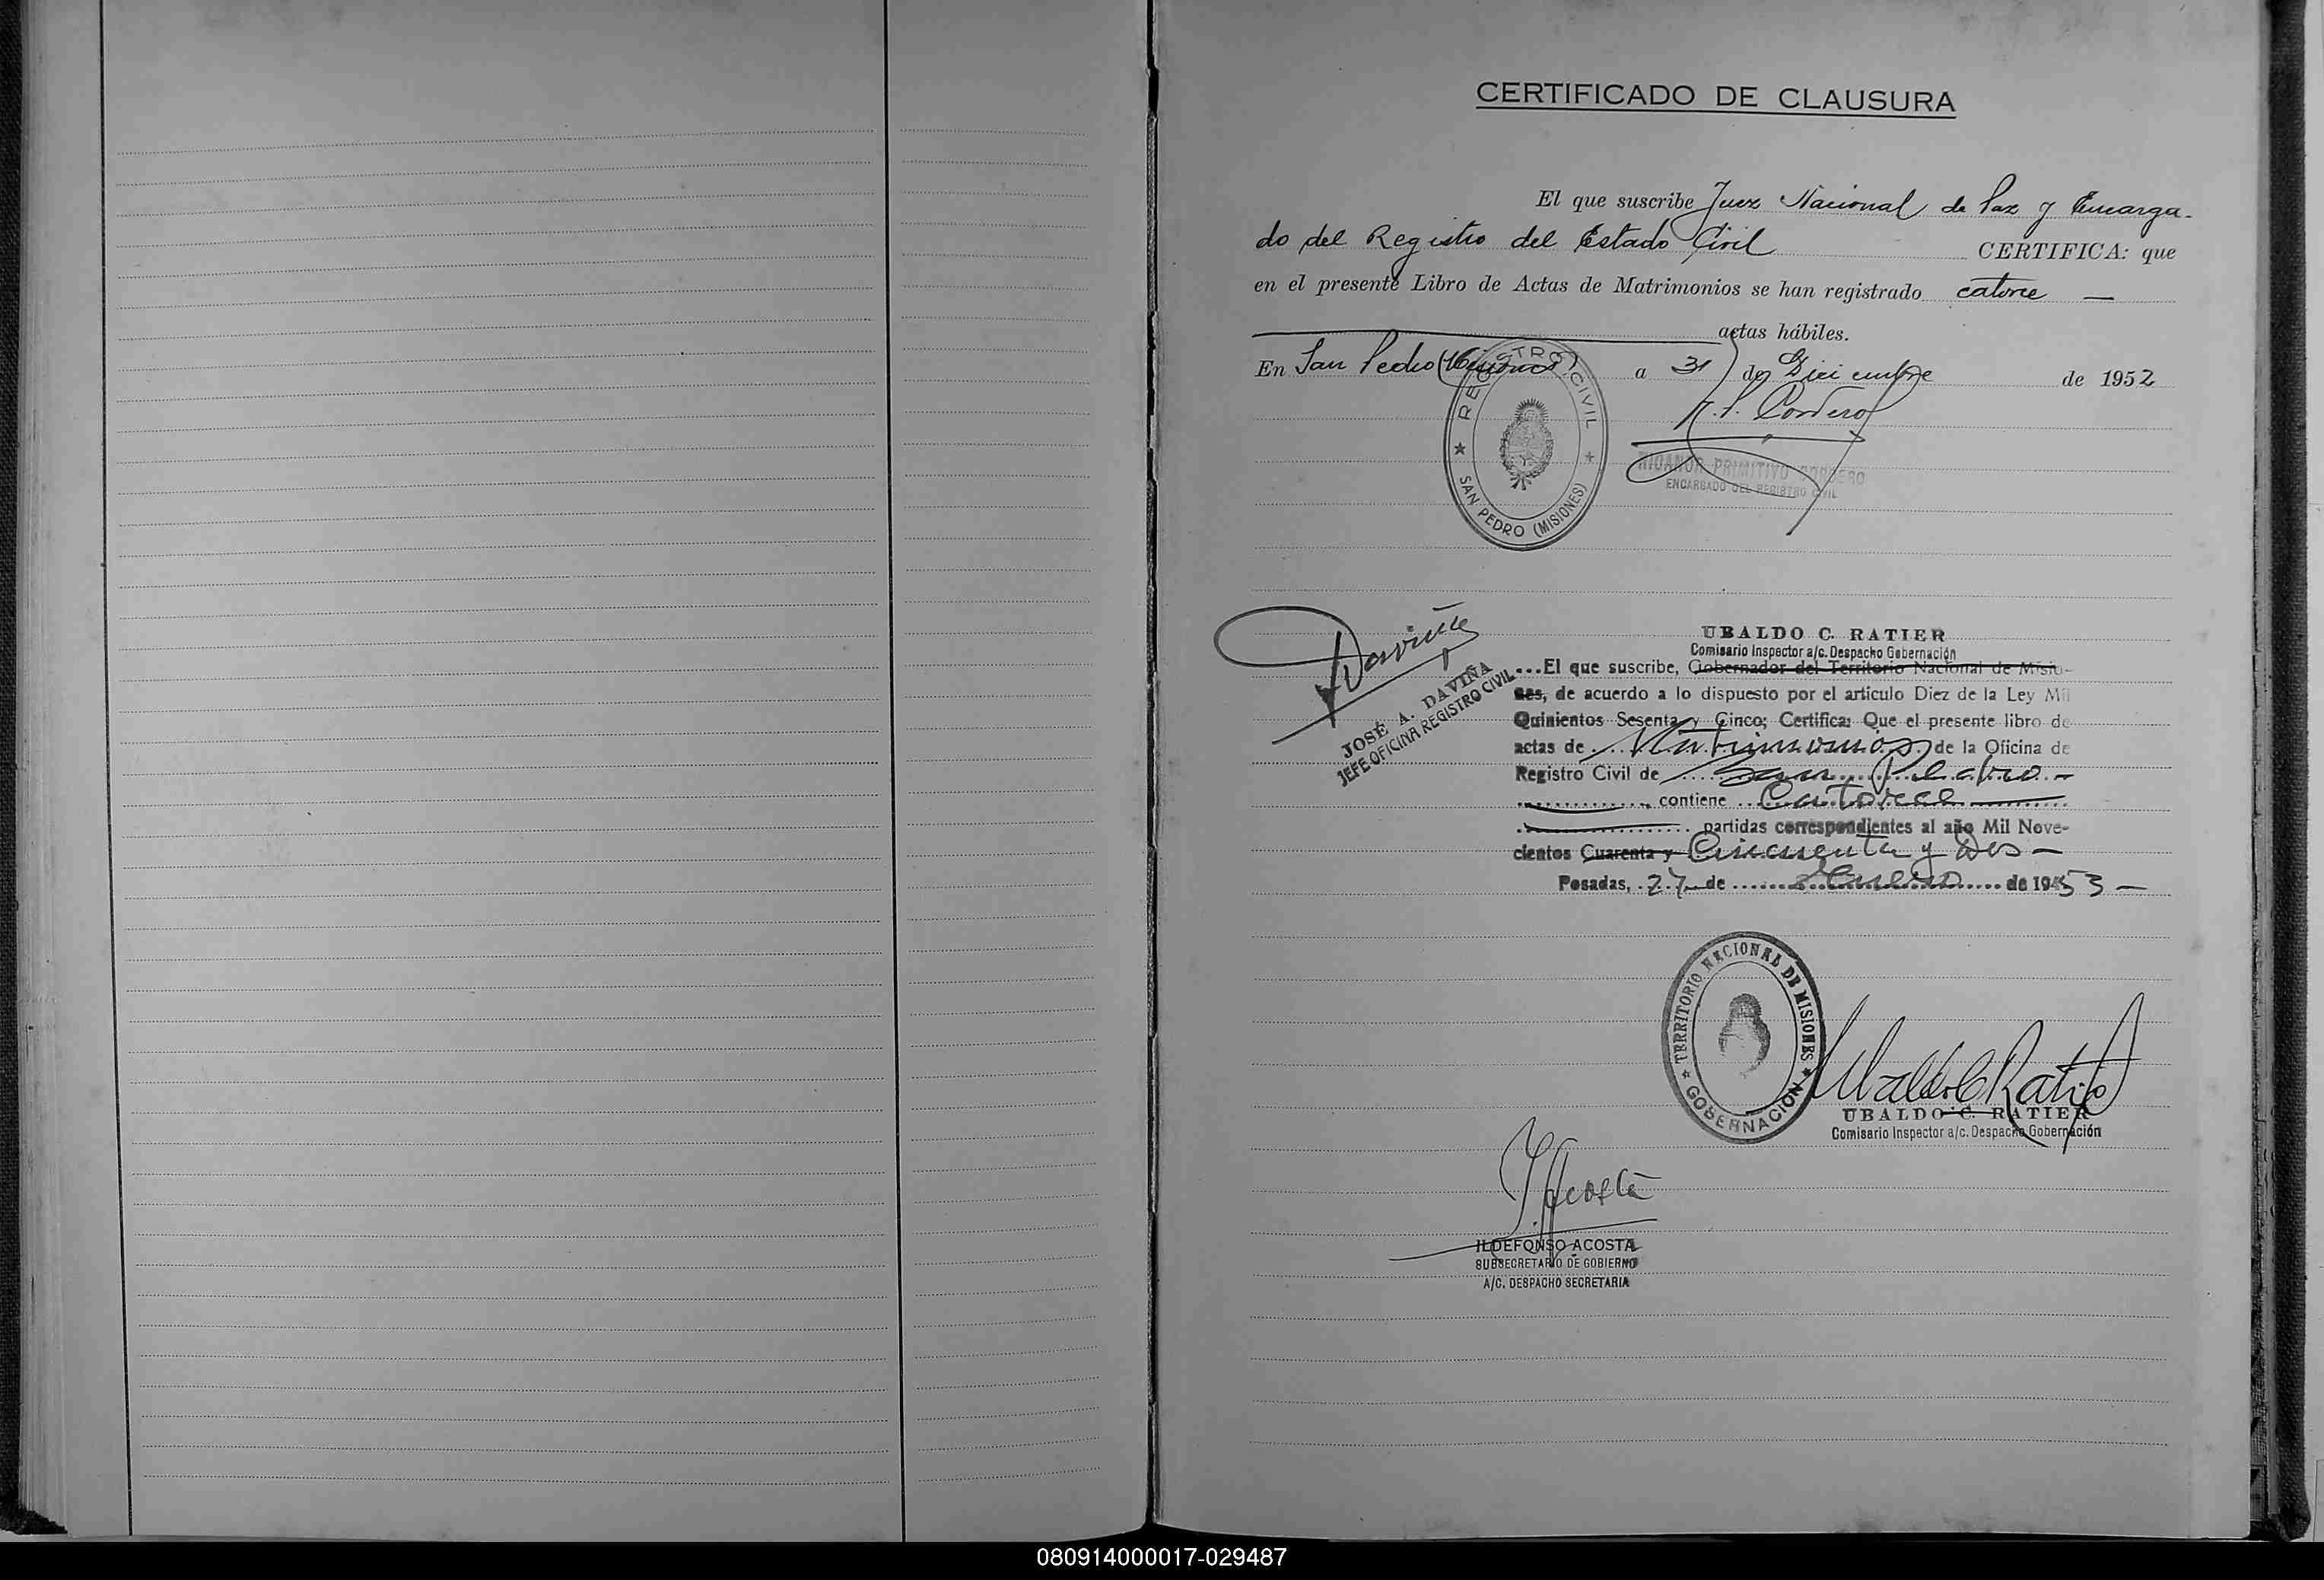 CERTIFICADO DE CLAUSURA
El que suscribe Juez Nacional de Paz y Encarga-
do del Registro del Estado Civil CERTIFICA: que
en el presente Libro de Actas de Matrimonios se han registrado catorce —
actas hábiles.
En San Pedro (Misiones) a 31 de Diciembre de 1952
R. P. Cordero
REGISTRO CIVIL
SAN PEDRO (MISIONES)
PRIMITIVO CORDERO
ENCARGADO DEL REGISTRO CIVIL
Daviña
JOSÉ A. DAVIÑA
JEFE OFICINA REGISTRO CIVIL
UBALDO C. RATIER
Comisario Inspector a/c. Despacho Gobernación
...El que suscribe, Gobernador del Territorio Nacional de Misio-
nes, de acuerdo a lo dispuesto por el artículo Diez de la Ley Mil
Quinientos Sesenta y Cinco; Certifica: Que el presente libro de
actas de Matrimonios de la Oficina de
Registro Civil de San Pedro —
contiene Catorce
partidas correspondientes al año Mil Nove-
cientos Cuarenta y Cincuenta y Dos —
Posadas, 27 de Enero de 1953 —
TERRITORIO NACIONAL DE MISIONES
GOBERNACION
Ubaldo C. Ratier
UBALDO C. RATIER
Comisario Inspector a/c. Despacho Gobernación
I. Acosta
ILDEFONSO ACOSTA
SUBSECRETARIO DE GOBIERNO
A/C. DESPACHO SECRETARIA
080914000017-029487